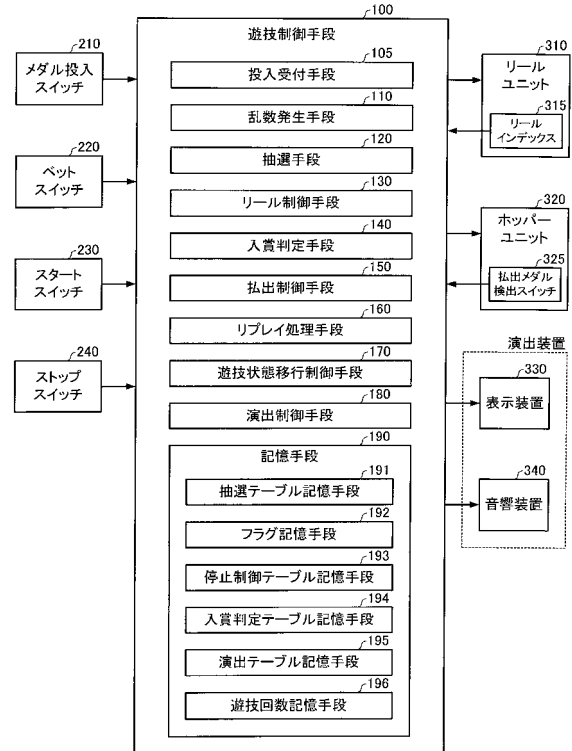 100
遊技制御手段
105
投入受付手段
110
乱数発生手段
120
抽選手段
130
リール制御手段
140
入賞判定手段
150
払出制御手段
160
リプレイ処理手段
170
遊技状態移行制御手段
180
演出制御手段
190
記憶手段
191
抽選テーブル記憶手段
192
フラグ記憶手段
193
停止制御テーブル記憶手段
194
入賞判定テーブル記憶手段
195
演出テーブル記憶手段
196
遊技回数記憶手段
210
メダル投入
スイッチ
220
ベット
スイッチ
230
スタート
スイッチ
240
ストップ
スイッチ
310
リール
ユニット
315
リール
インデックス
320
ホッパー
ユニット
325
払出メダル
検出スイッチ
演出装置
330
表示装置
340
音響装置